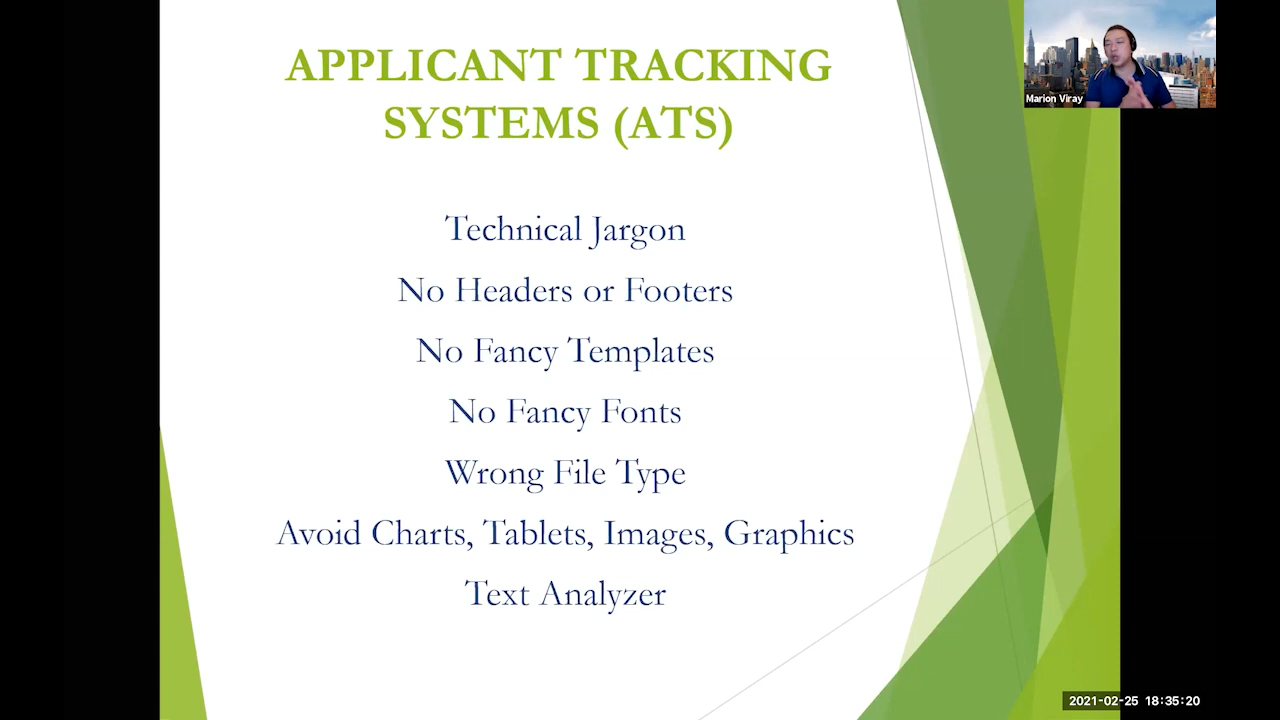 APPLICANT TRACKING
SYSTEMS (ATS)
Marion Viray
Technical Jargon
No Headers or Footers
No Fancy Templates
No Fancy Fonts
Wrong File Type
Avoid Charts, Tablets, Images, Graphics
Text Analyzer
2021-02-25 18:35:20